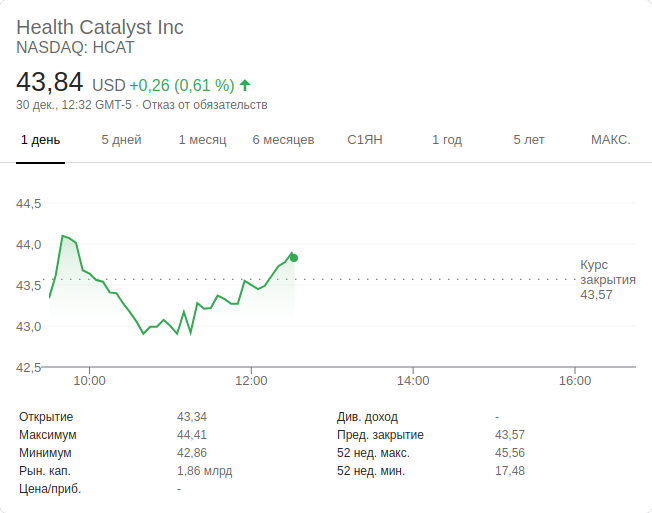 Health Catalyst Inc
NASDAQ: HCAT
43,84 USD +0,26 (0,61 %)
30 дек., 12:32 GMT-5 · Отказ от обязательств
1 день 5 дней 1 месяц 6 месяцев С1ЯН 1 год 5 лет МАКС.
44,5
44,0
43,5
43,0
42,5
Курс
закрытия
43,57
10:00 12:00 14:00 16:00
Открытие 43,34
Максимум 44,41
Минимум 42,86
Рын. кап. 1,86 млрд
Цена/приб. -
Див. доход -
Пред. закрытие 43,57
52 нед. макс. 45,56
52 нед. мин. 17,48